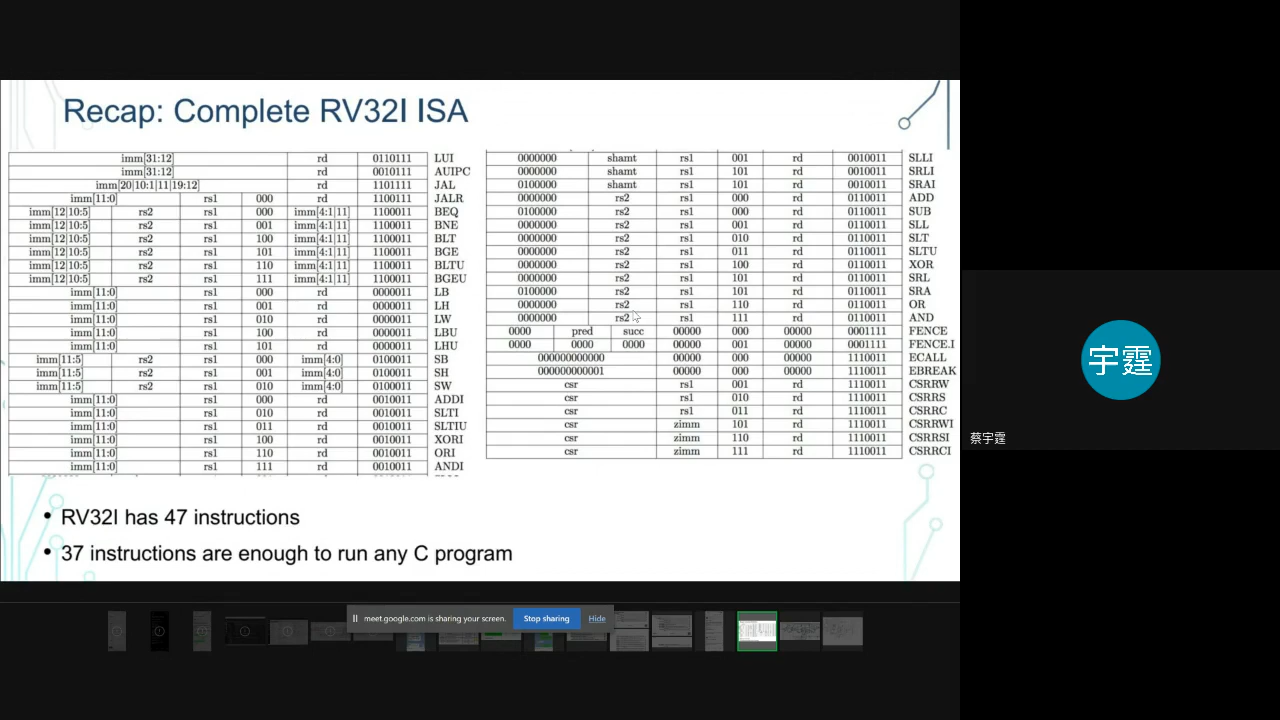 Recap: Complete RV32I ISA
imm[31:12] rd 0110111 LUI
imm[31:12] rd 0010111 AUIPC
imm[20|10:1|11|19:12] rd 1101111 JAL
imm[11:0] rs1 000 rd 1100111 JALR
imm[12|10:5] rs2 rs1 000 imm[4:1|11] 1100011 BEQ
imm[12|10:5] rs2 rs1 001 imm[4:1|11] 1100011 BNE
imm[12|10:5] rs2 rs1 100 imm[4:1|11] 1100011 BLT
imm[12|10:5] rs2 rs1 101 imm[4:1|11] 1100011 BGE
imm[12|10:5] rs2 rs1 110 imm[4:1|11] 1100011 BLTU
imm[12|10:5] rs2 rs1 111 imm[4:1|11] 1100011 BGEU
imm[11:0] rs1 000 rd 0000011 LB
imm[11:0] rs1 001 rd 0000011 LH
imm[11:0] rs1 010 rd 0000011 LW
imm[11:0] rs1 100 rd 0000011 LBU
imm[11:0] rs1 101 rd 0000011 LHU
imm[11:5] rs2 rs1 000 imm[4:0] 0100011 SB
imm[11:5] rs2 rs1 001 imm[4:0] 0100011 SH
imm[11:5] rs2 rs1 010 imm[4:0] 0100011 SW
imm[11:0] rs1 000 rd 0010011 ADDI
imm[11:0] rs1 010 rd 0010011 SLTI
imm[11:0] rs1 011 rd 0010011 SLTIU
imm[11:0] rs1 100 rd 0010011 XORI
imm[11:0] rs1 110 rd 0010011 ORI
imm[11:0] rs1 111 rd 0010011 ANDI
0000000 shamt rs1 001 rd 0010011 SLLI
0000000 shamt rs1 101 rd 0010011 SRLI
0100000 shamt rs1 101 rd 0010011 SRAI
0000000 rs2 rs1 000 rd 0110011 ADD
0100000 rs2 rs1 000 rd 0110011 SUB
0000000 rs2 rs1 001 rd 0110011 SLL
0000000 rs2 rs1 010 rd 0110011 SLT
0000000 rs2 rs1 011 rd 0110011 SLTU
0000000 rs2 rs1 100 rd 0110011 XOR
0000000 rs2 rs1 101 rd 0110011 SRL
0100000 rs2 rs1 101 rd 0110011 SRA
0000000 rs2 rs1 110 rd 0110011 OR
0000000 rs2 rs1 111 rd 0110011 AND
0000 pred succ 00000 000 00000 0001111 FENCE
0000 0000 0000 00000 001 00000 0001111 FENCE.I
000000000000 00000 000 00000 1110011 ECALL
000000000001 00000 000 00000 1110011 EBREAK
csr rs1 001 rd 1110011 CSRRW
csr rs1 010 rd 1110011 CSRRS
csr rs1 011 rd 1110011 CSRRC
csr zimm 101 rd 1110011 CSRRWI
csr zimm 110 rd 1110011 CSRRSI
csr zimm 111 rd 1110011 CSRRCI
• RV32I has 47 instructions
• 37 instructions are enough to run any C program
meet.google.com is sharing your screen. Stop sharing Hide
宇霆
蔡宇霆